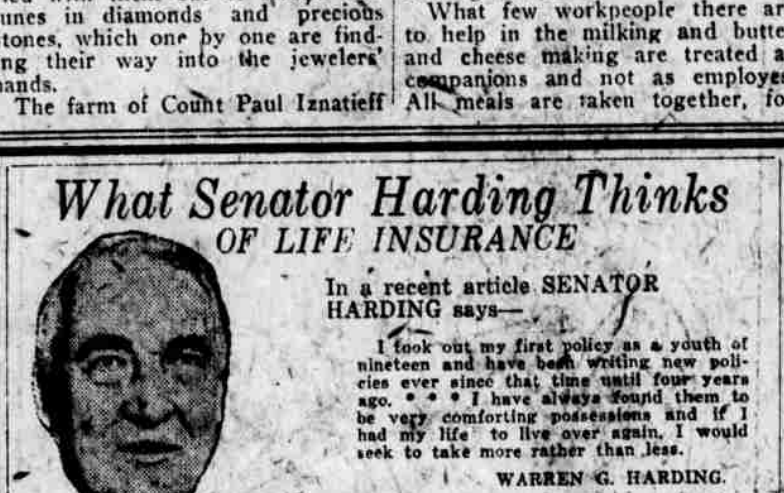 unes in diamonds and precious
tones, which one by one are find-
ng their way into the jewelers'
ands.
The farm of Count Paul Iznatieff
What few workpeople there ar
to help in the milking and butte
and cheese making are treated a
companions and not as employe
All meals are taken together, fo
What Senator Harding Thinks
OF LIFE INSURANCE
In a recent article SENATOR
HARDING says—
I took out my first policy as a youth of
nineteen and have been writing new poli-
cies ever since that time until four years
ago. * * * I have always found them to
be very comforting possessions and if I
had my life to live over again, I would
seek to take more rather than less.
WARREN G. HARDING.